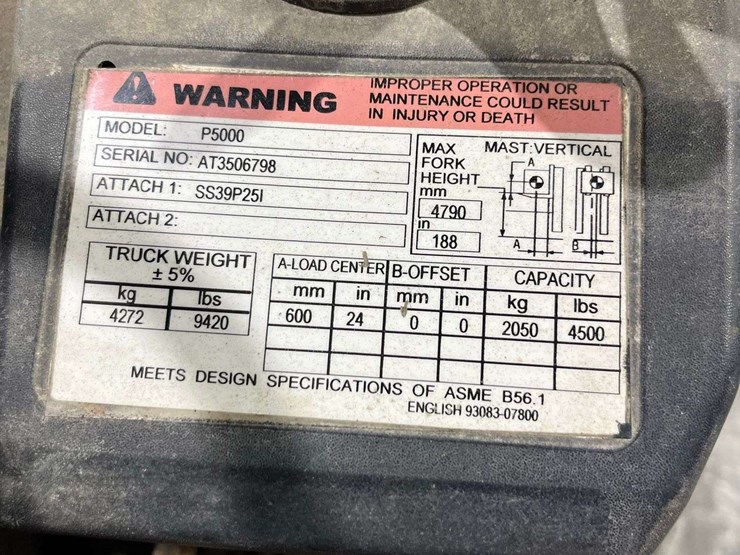 WARNING
IMPROPER OPERATION OR
MAINTENANCE COULD RESULT
IN INJURY OR DEATH
MODEL: P5000
SERIAL NO: AT3506798
ATTACH 1: SS39P25I
ATTACH 2:
MAX
FORK
HEIGHT
mm
4790
in
188
MAST:VERTICAL
A
A
B
TRUCK WEIGHT
± 5%
kg lbs
4272 9420
A-LOAD CENTER B-OFFSET CAPACITY
mm in mm in kg lbs
600 24 0 0 2050 4500
MEETS DESIGN SPECIFICATIONS OF ASME B56.1
ENGLISH 93083-07800